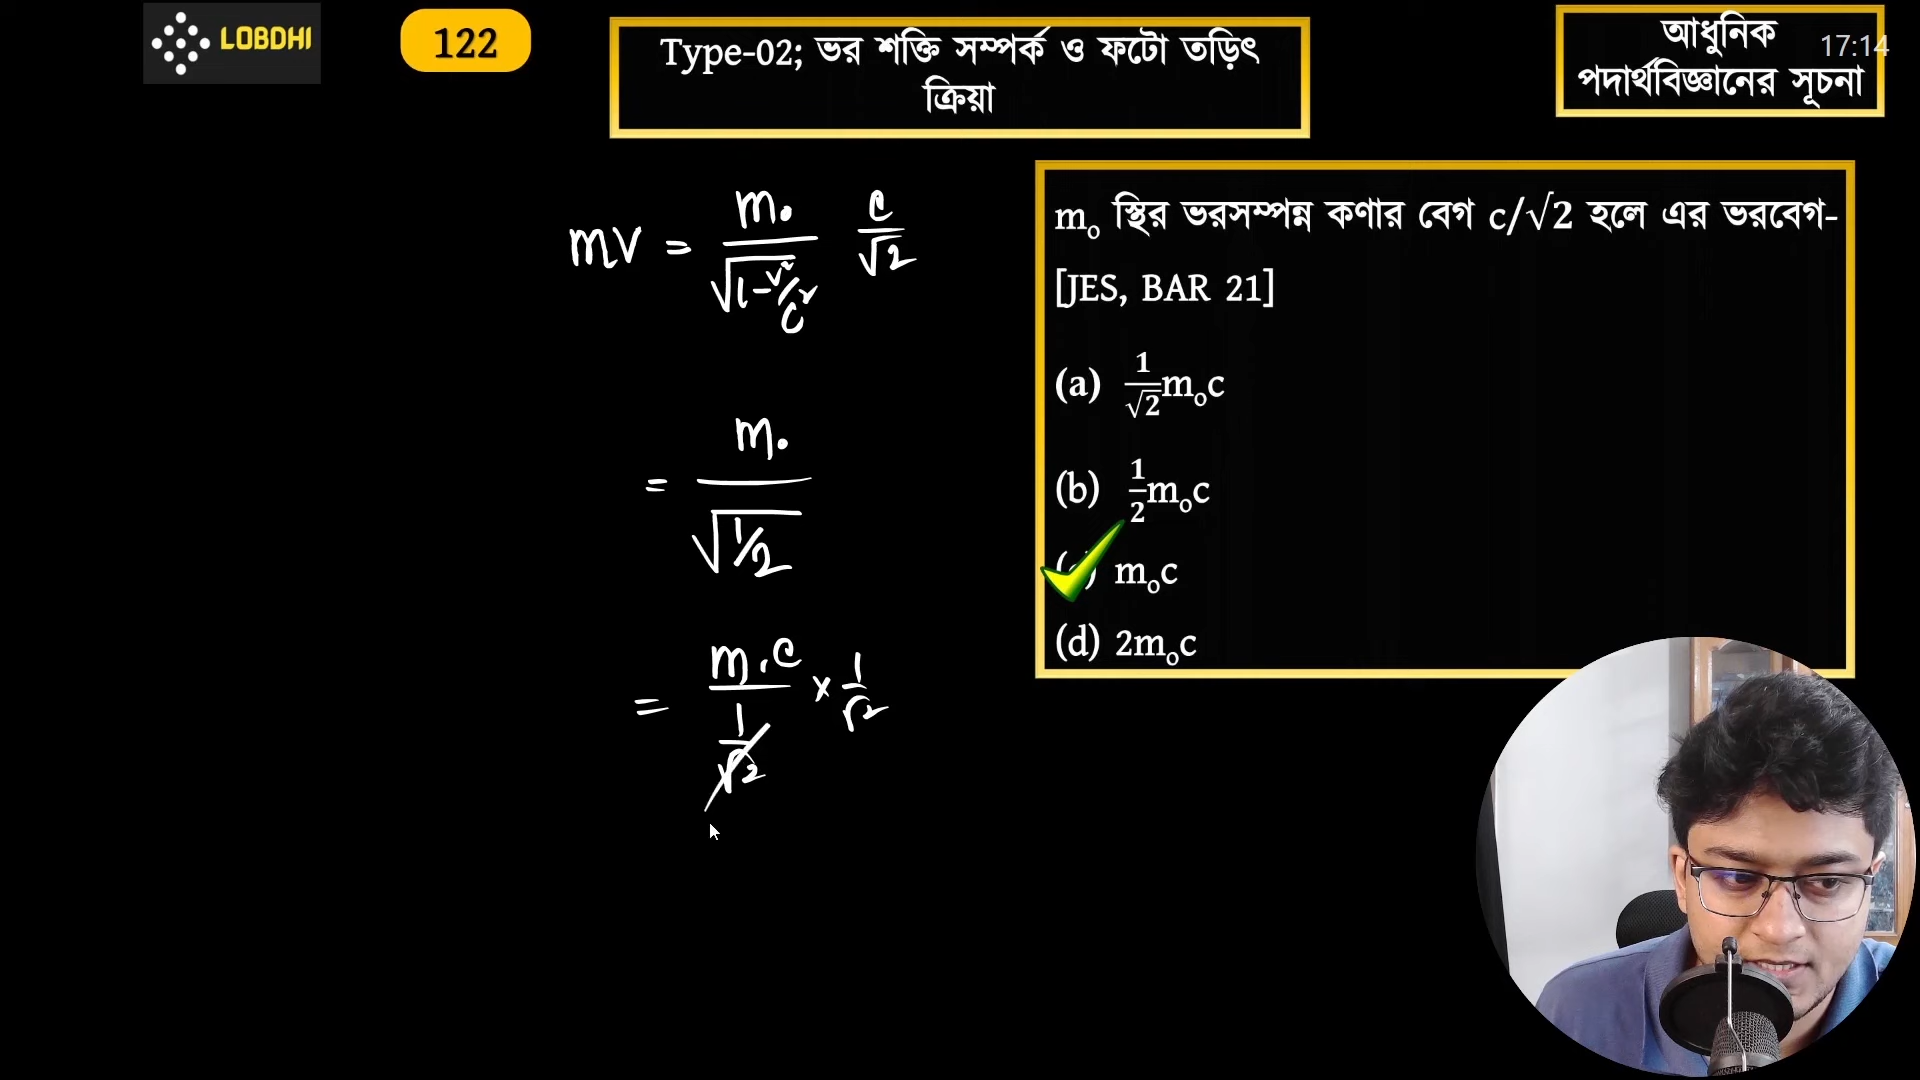 LOBDHI
122
Type-02; ভর শক্তি সম্পর্ক ও ফটো তড়িৎ
ক্রিয়া
আধুনিক
পদার্থবিজ্ঞানের সূচনা
17:14
mv = m₀/√(1-v²/c²) c/√2
= m₀/√(1/2)
= m₀c/(1/√2) × 1/√2
m₀ স্থির ভরসম্পন্ন কণার বেগ c/√2 হলে এর ভরবেগ-
[JES, BAR 21]
(a) 1/√2 m₀c
(b) 1/2 m₀c
(c) m₀c
(d) 2m₀c